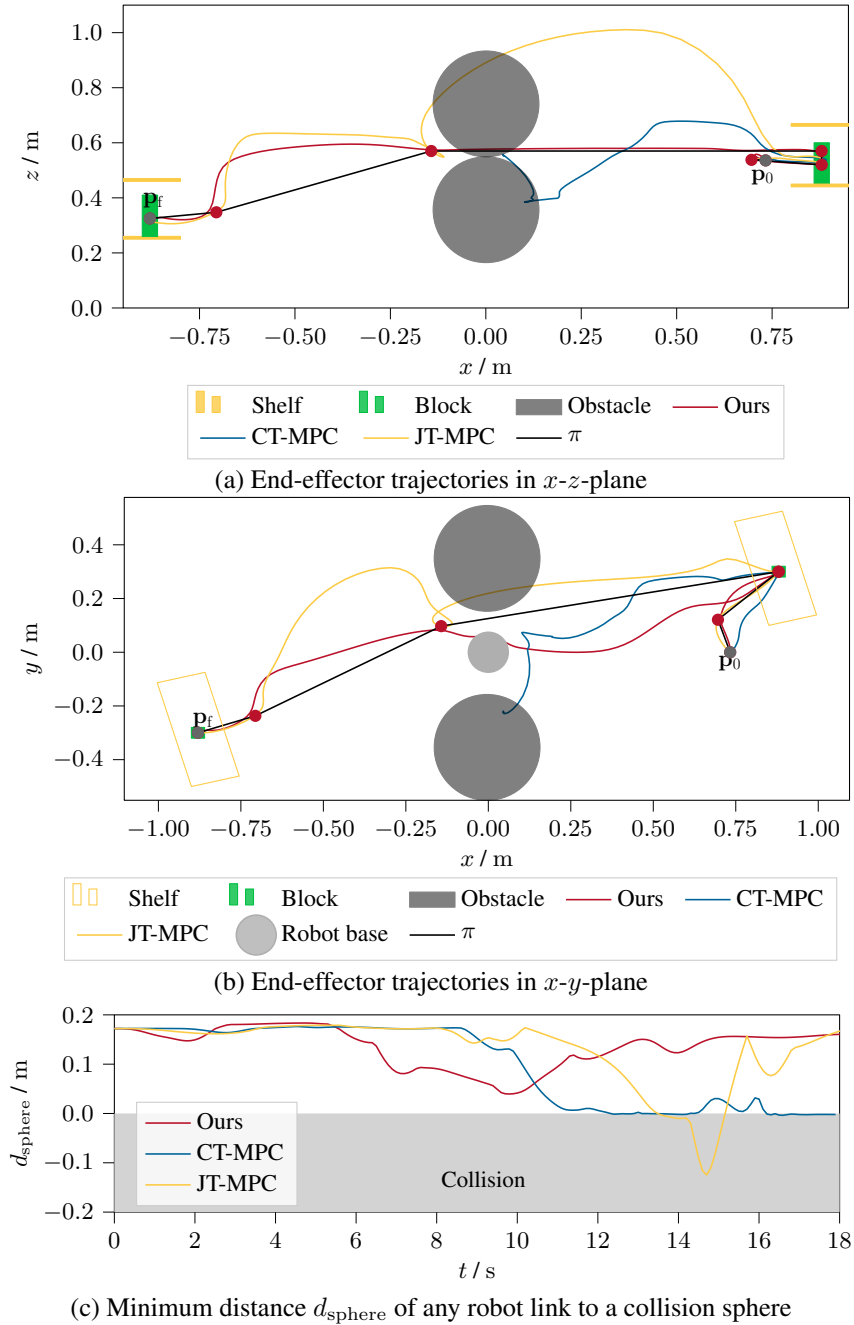 1.0
0.8
0.6
0.4
0.2
0.0
z / m
p₀
p_f
−0.75 −0.50 −0.25 0.00 0.25 0.50 0.75
x / m
Shelf Block Obstacle Ours
CT-MPC JT-MPC π
(a) End-effector trajectories in x-z-plane
0.4
0.2
0.0
−0.2
−0.4
y / m
p₀
p_f
−1.00 −0.75 −0.50 −0.25 0.00 0.25 0.50 0.75 1.00
x / m
Shelf Block Obstacle Ours CT-MPC
JT-MPC Robot base π
(b) End-effector trajectories in x-y-plane
0.2
0.1
0.0
−0.1
−0.2
d_sphere / m
Ours
CT-MPC
JT-MPC
Collision
0 2 4 6 8 10 12 14 16 18
t / s
(c) Minimum distance d_sphere of any robot link to a collision sphere